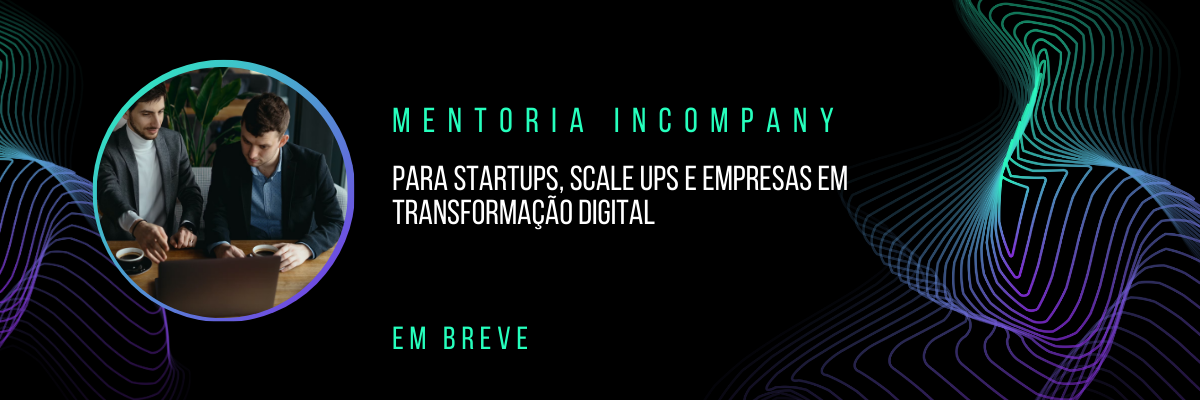 MENTORIA INCOMPANY
PARA STARTUPS, SCALE UPS E EMPRESAS EM
TRANSFORMAÇÃO DIGITAL
EM BREVE